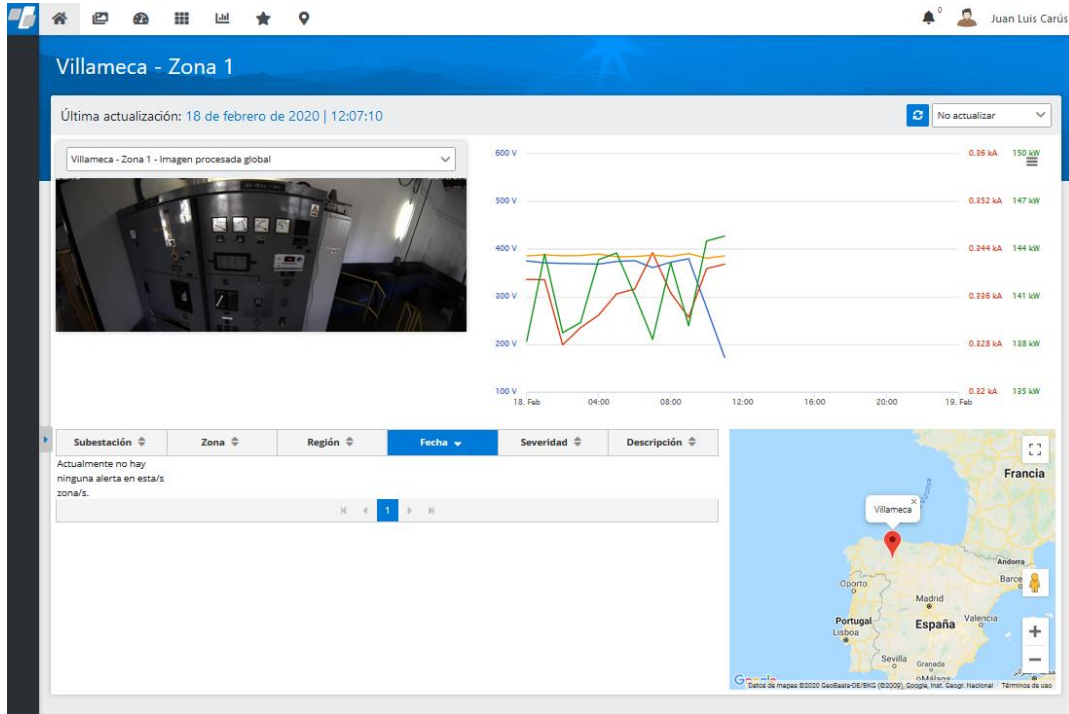 0
Juan Luis Carús
Villameca - Zona 1
Última actualización: 18 de febrero de 2020 | 12:07:10
No actualizar
Villameca - Zona 1 - Imagen procesada global
600 V
0.36 kA
150 kW
500 V
0.352 kA
147 kW
400 V
0.344 kA
144 kW
300 V
0.336 kA
141 kW
200 V
0.328 kA
138 kW
100 V
0.32 kA
135 kW
18. Feb
04:00
08:00
12:00
16:00
20:00
19. Feb
Subestación
Zona
Región
Fecha
Severidad
Descripción
Actualmente no hay
ninguna alerta en esta/s
zona/s.
1
Francia
Vizcaya
Villameca
Andorra
Barce
Oporto
Madrid
Portugal
España
Valencia
Lisboa
Sevilla
Granada
Málaga
Google
Datos de mapas ©2020 GeoBasis-DE/BKG (©2009), Google, Inst. Geogr. Nacional
Términos de uso